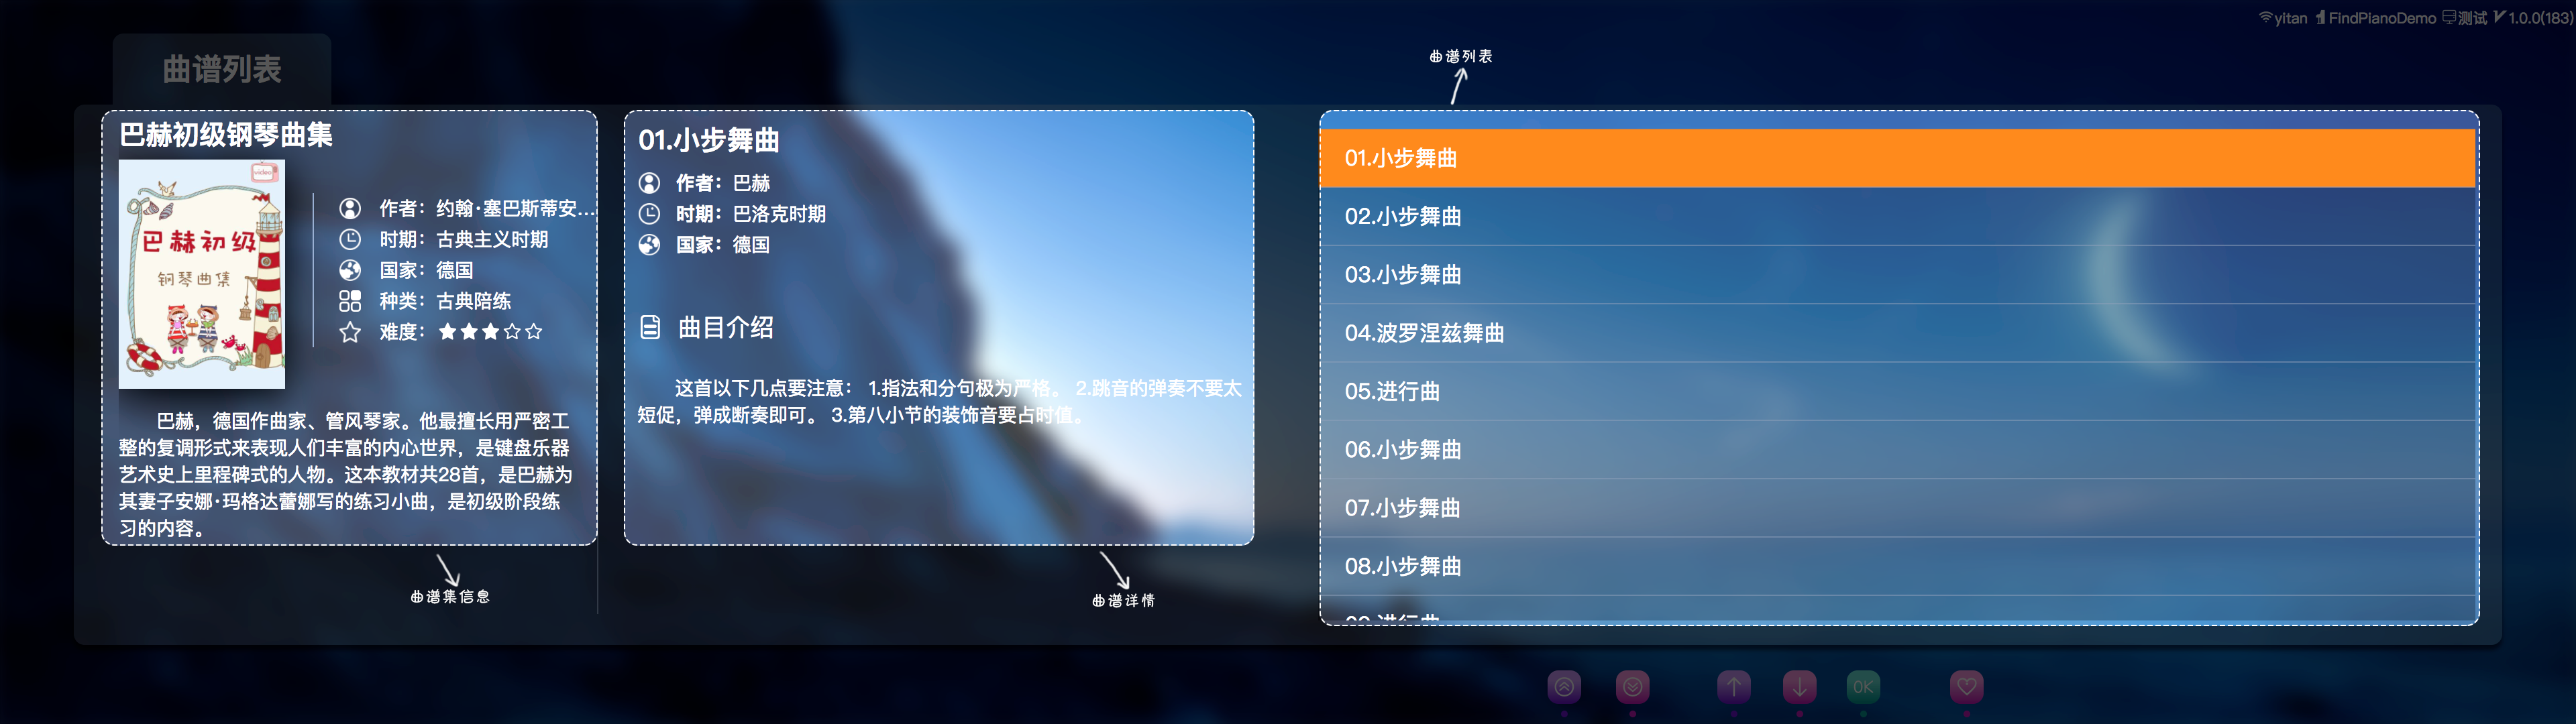 yitan FindPianoDemo 测试 1.0.0(183)
曲谱列表
曲谱列表
巴赫初级钢琴曲集
video
巴赫初级
钢琴曲集
作者：约翰·塞巴斯蒂安...
时期：古典主义时期
国家：德国
种类：古典陪练
难度：
巴赫，德国作曲家、管风琴家。他最擅长用严密工
整的复调形式来表现人们丰富的内心世界，是键盘乐器
艺术史上里程碑式的人物。这本教材共28首，是巴赫为
其妻子安娜·玛格达蕾娜写的练习小曲，是初级阶段练
习的内容。
曲谱集信息
01.小步舞曲
作者：巴赫
时期：巴洛克时期
国家：德国
曲目介绍
这首以下几点要注意： 1.指法和分句极为严格。 2.跳音的弹奏不要太
短促，弹成断奏即可。 3.第八小节的装饰音要占时值。
曲谱详情
01.小步舞曲
02.小步舞曲
03.小步舞曲
04.波罗涅兹舞曲
05.进行曲
06.小步舞曲
07.小步舞曲
08.小步舞曲
09.进行曲
OK